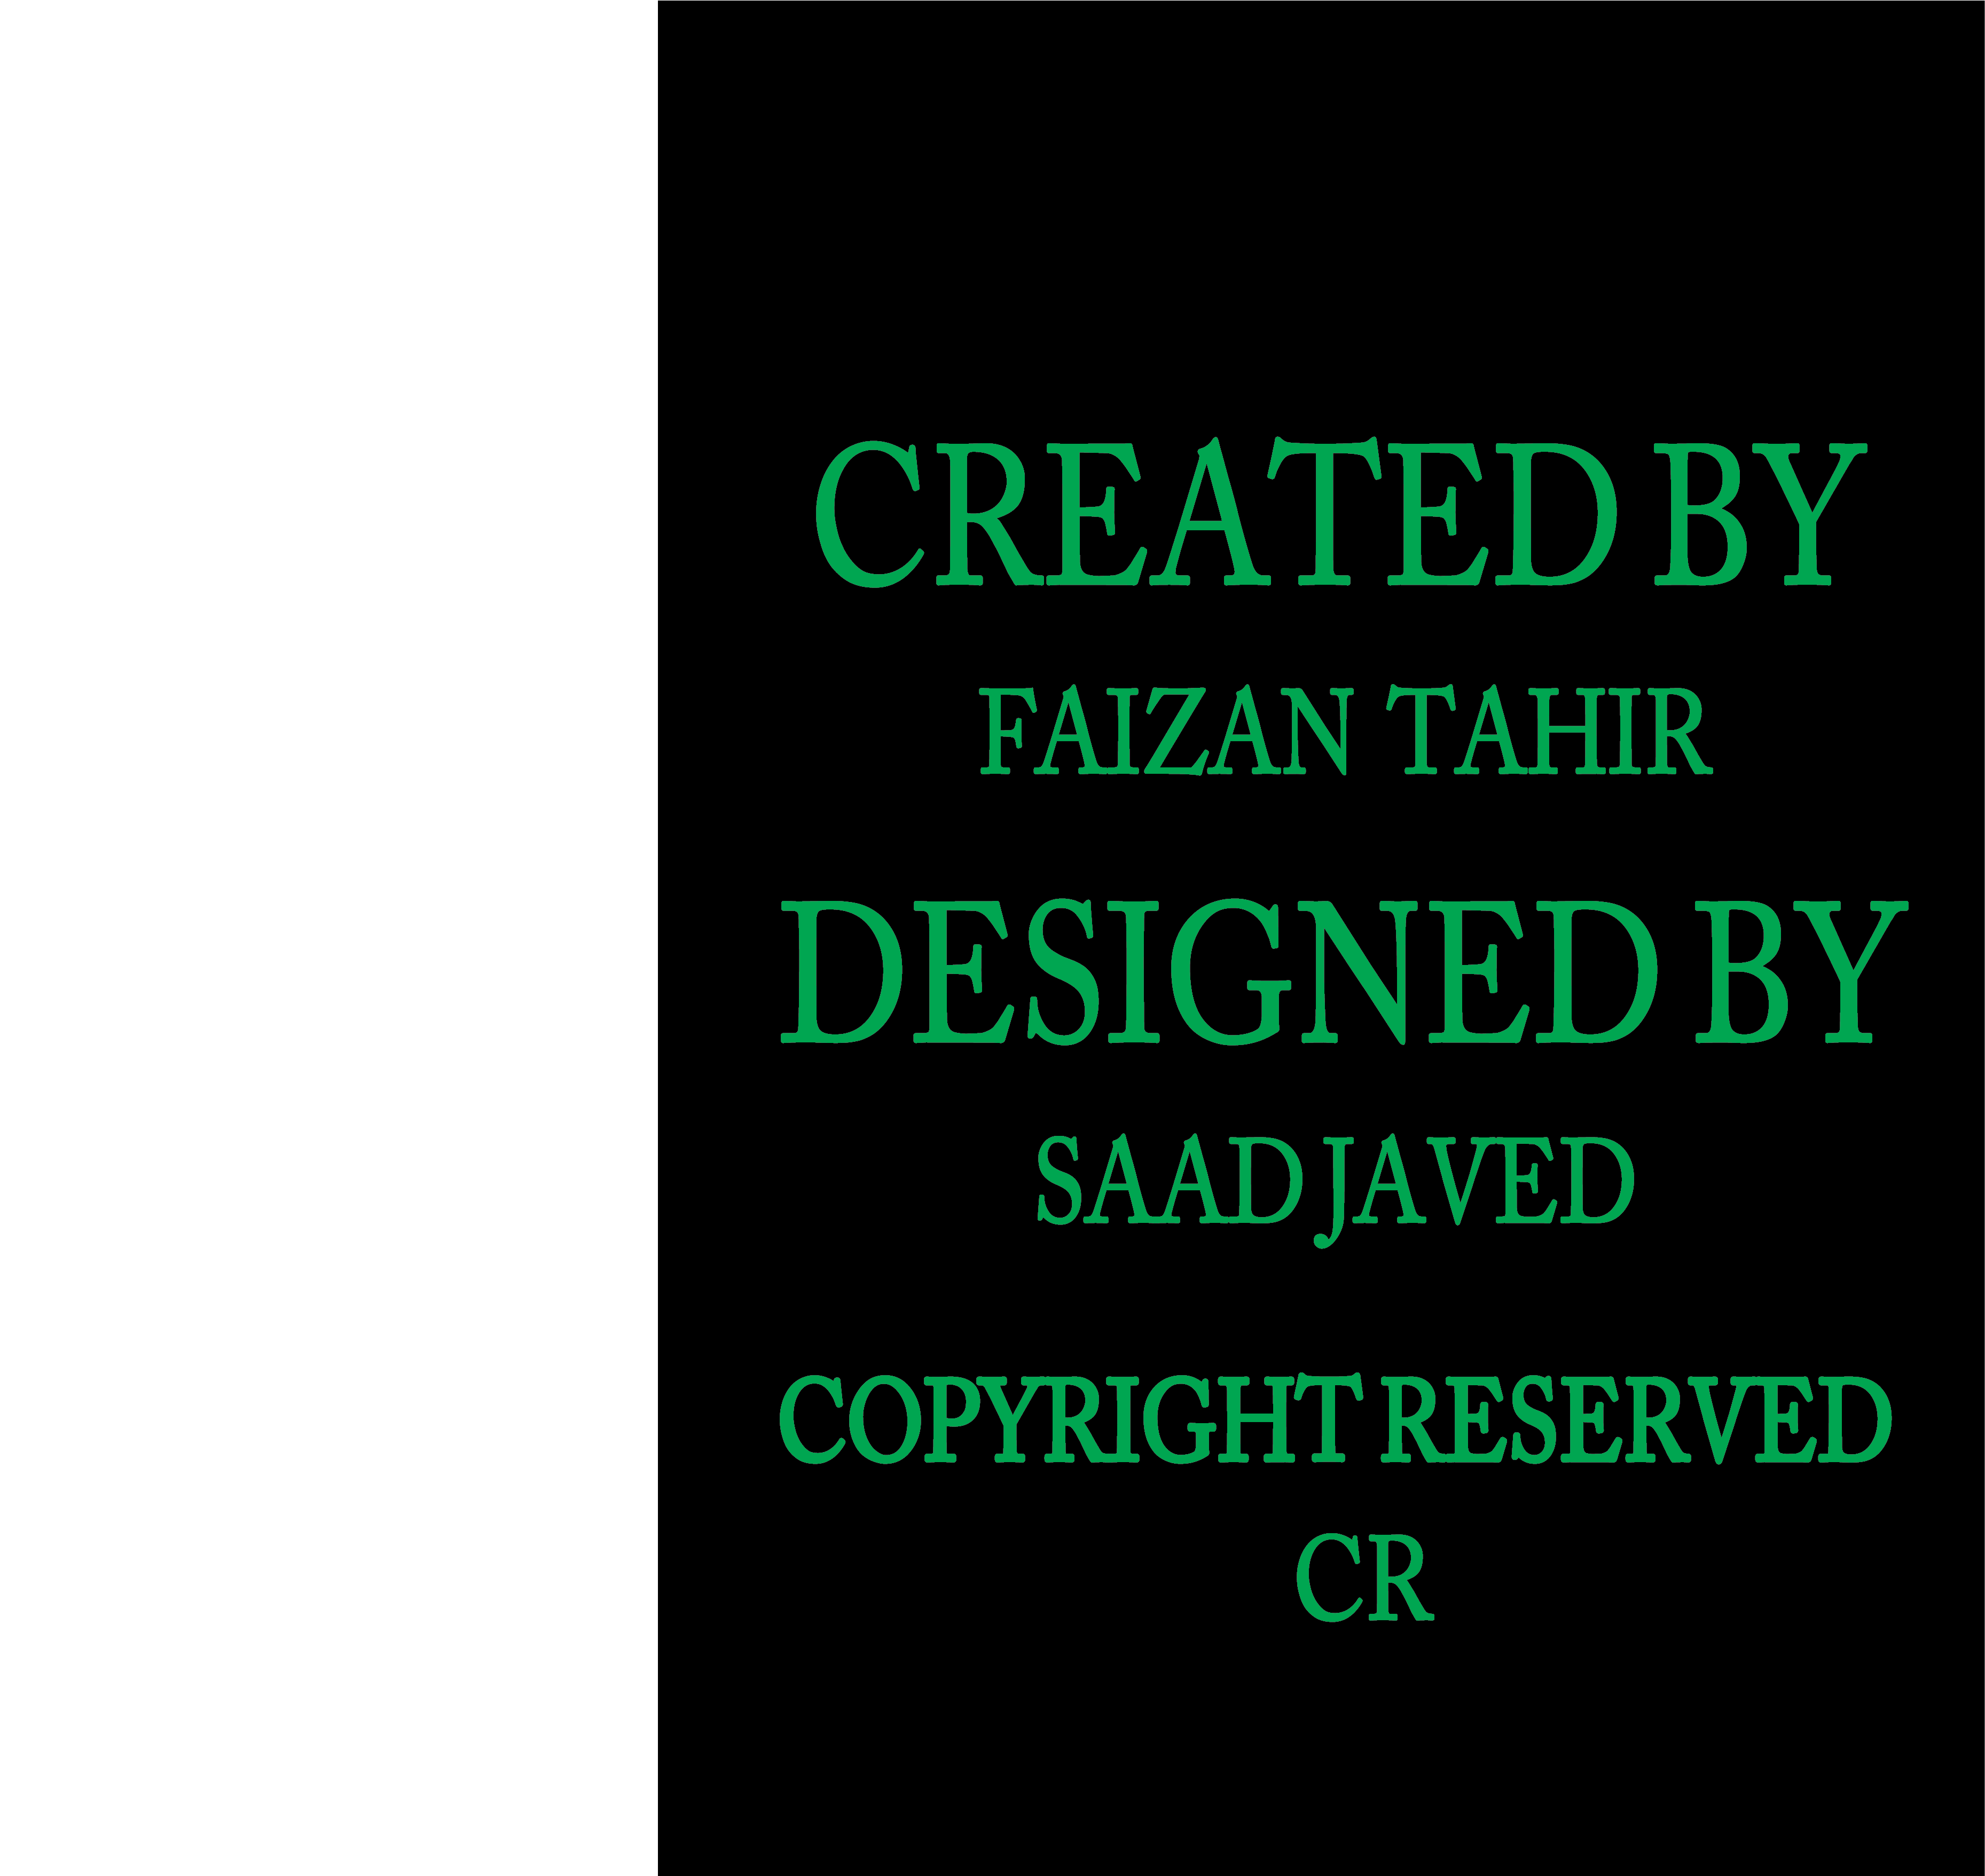 CREATED BY
FAIZAN TAHIR
DESIGNED BY
SAAD JAVED
COPYRIGHT RESERVED
CR